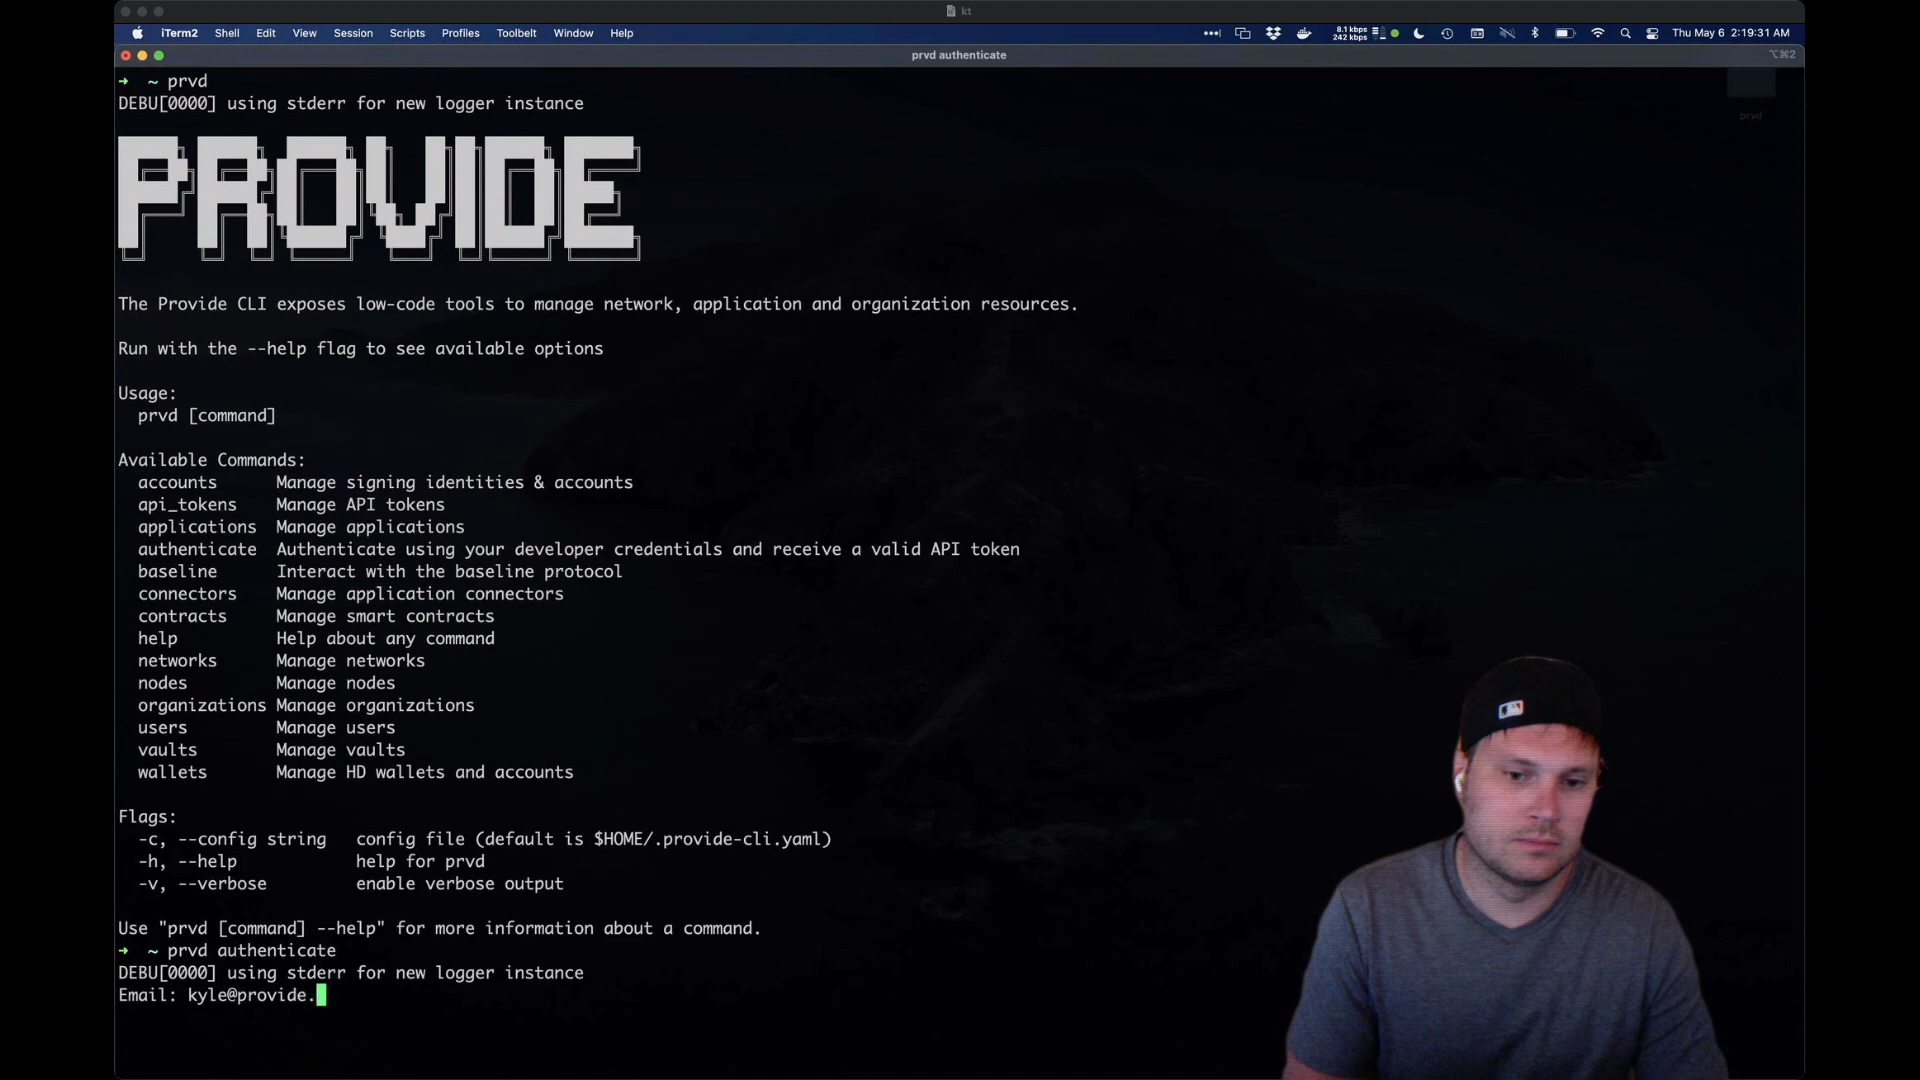 kt
iTerm2 Shell Edit View Session Scripts Profiles Toolbelt Window Help 8.1 kbps 242 kbps Thu May 6 2:19:31 AM
prvd authenticate ⌥⌘2
➜ ~ prvd
DEBU[0000] using stderr for new logger instance
PROVIDE
The Provide CLI exposes low-code tools to manage network, application and organization resources.
Run with the --help flag to see available options
Usage:
prvd [command]
Available Commands:
accounts Manage signing identities & accounts
api_tokens Manage API tokens
applications Manage applications
authenticate Authenticate using your developer credentials and receive a valid API token
baseline Interact with the baseline protocol
connectors Manage application connectors
contracts Manage smart contracts
help Help about any command
networks Manage networks
nodes Manage nodes
organizations Manage organizations
users Manage users
vaults Manage vaults
wallets Manage HD wallets and accounts
Flags:
-c, --config string config file (default is $HOME/.provide-cli.yaml)
-h, --help help for prvd
-v, --verbose enable verbose output
Use "prvd [command] --help" for more information about a command.
➜ ~ prvd authenticate
DEBU[0000] using stderr for new logger instance
Email: kyle@provide.
prvd